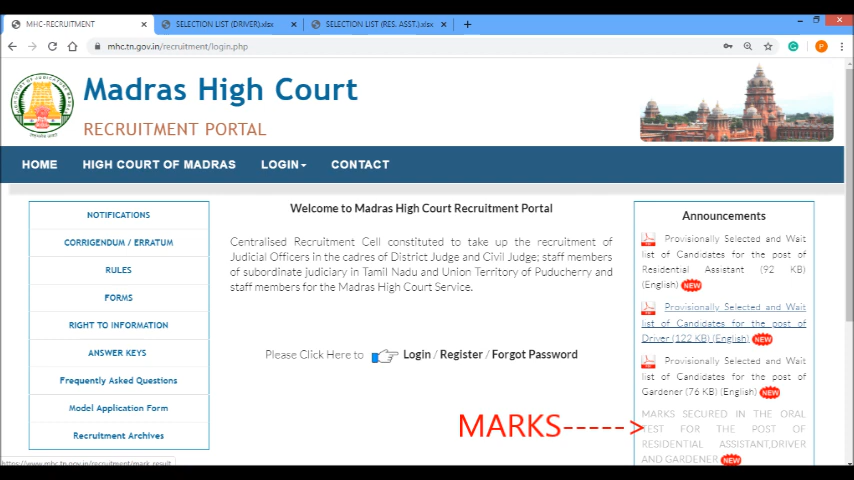 MHC-RECRUITMENT
SELECTION LIST (DRIVER).xlsx
SELECTION LIST (RES. ASST.).xlsx
mhc.tn.gov.in/recruitment/login.php
P
Madras High Court
RECRUITMENT PORTAL
HOME
HIGH COURT OF MADRAS
LOGIN
CONTACT
NOTIFICATIONS
CORRIGENDUM / ERRATUM
RULES
FORMS
RIGHT TO INFORMATION
ANSWER KEYS
Frequently Asked Questions
Model Application Form
Recruitment Archives
Welcome to Madras High Court Recruitment Portal
Centralised Recruitment Cell constituted to take up the recruitment of
Judicial Officers in the cadres of District Judge and Civil Judge; staff members
of subordinate judiciary in Tamil Nadu and Union Territory of Puducherry and
staff members for the Madras High Court Service.
Please Click Here to Login / Register / Forgot Password
MARKS----->
Announcements
Provisionally Selected and Wait
list of Candidates for the post of
Residential Assistant (92 KB)
(English) NEW
Provisionally Selected and Wait
list of Candidates for the post of
Driver (122 KB) (English) NEW
Provisionally Selected and Wait
list of Candidates for the post of
Gardener (76 KB) (English) NEW
MARKS SECURED IN THE ORAL
TEST FOR THE POST OF
RESIDENTIAL ASSISTANT,DRIVER
AND GARDENER NEW
https://www.mhc.tn.gov.in/recruitment/mark_result